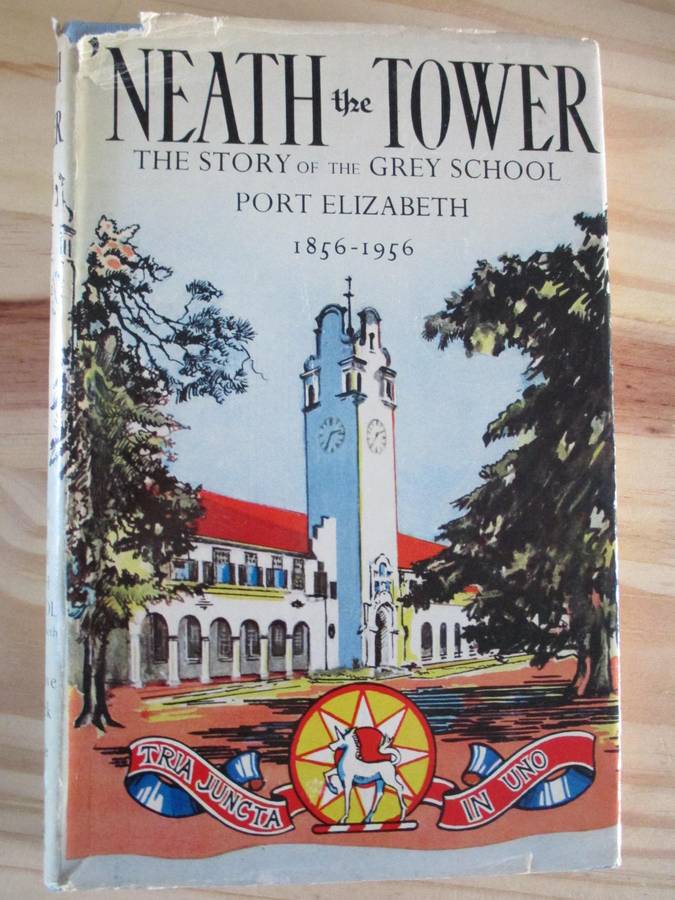 'NEATH the TOWER
THE STORY OF THE GREY SCHOOL
PORT ELIZABETH
1856-1956
TRIA JUNCTA
IN UNO